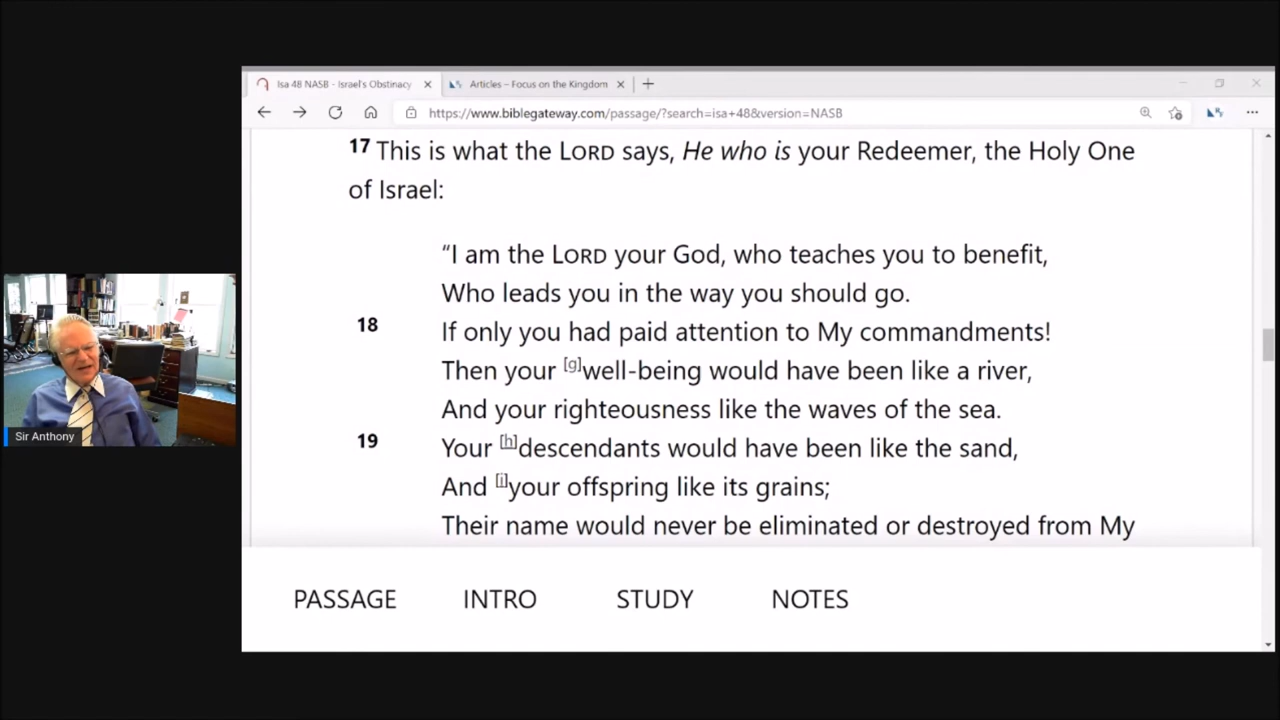 Isa 48 NASB - Israel's Obstinacy
Articles – Focus on the Kingdom
https://www.biblegateway.com/passage/?search=isa+48&version=NASB
17 This is what the LORD says, He who is your Redeemer, the Holy One
of Israel:
“I am the LORD your God, who teaches you to benefit,
Who leads you in the way you should go.
18 If only you had paid attention to My commandments!
Then your [g]well-being would have been like a river,
And your righteousness like the waves of the sea.
19 Your [h]descendants would have been like the sand,
And [i]your offspring like its grains;
Their name would never be eliminated or destroyed from My
PASSAGE INTRO STUDY NOTES
Sir Anthony